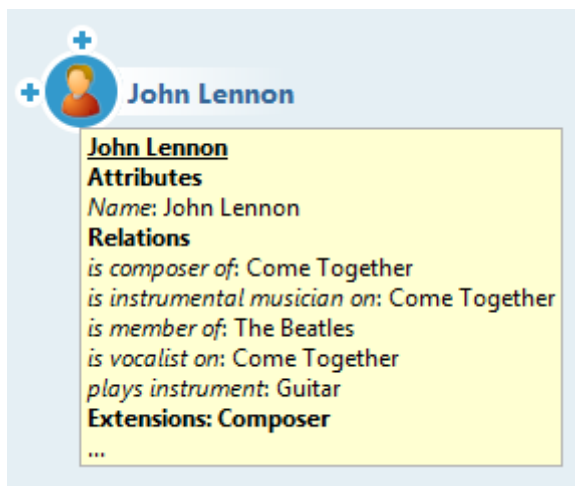 John Lennon
John Lennon
Attributes
Name: John Lennon
Relations
is composer of: Come Together
is instrumental musician on: Come Together
is member of: The Beatles
is vocalist on: Come Together
plays instrument: Guitar
Extensions: Composer
...